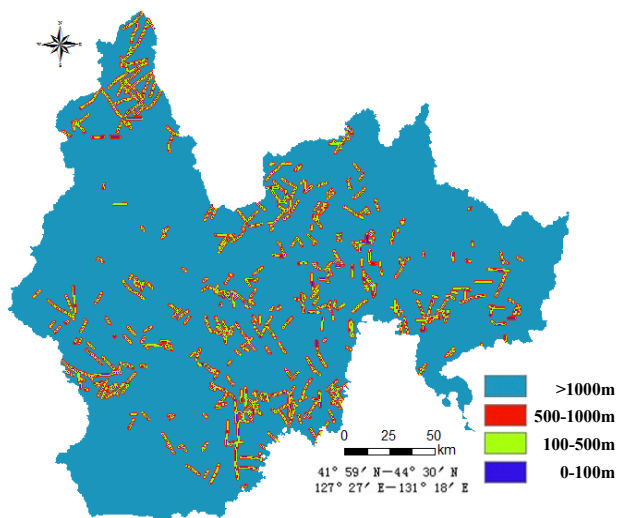 N
W E
S
>1000m
500-1000m
100-500m
0-100m
0 25 50
km
41° 59′ N—44° 30′ N
127° 27′ E—131° 18′ E